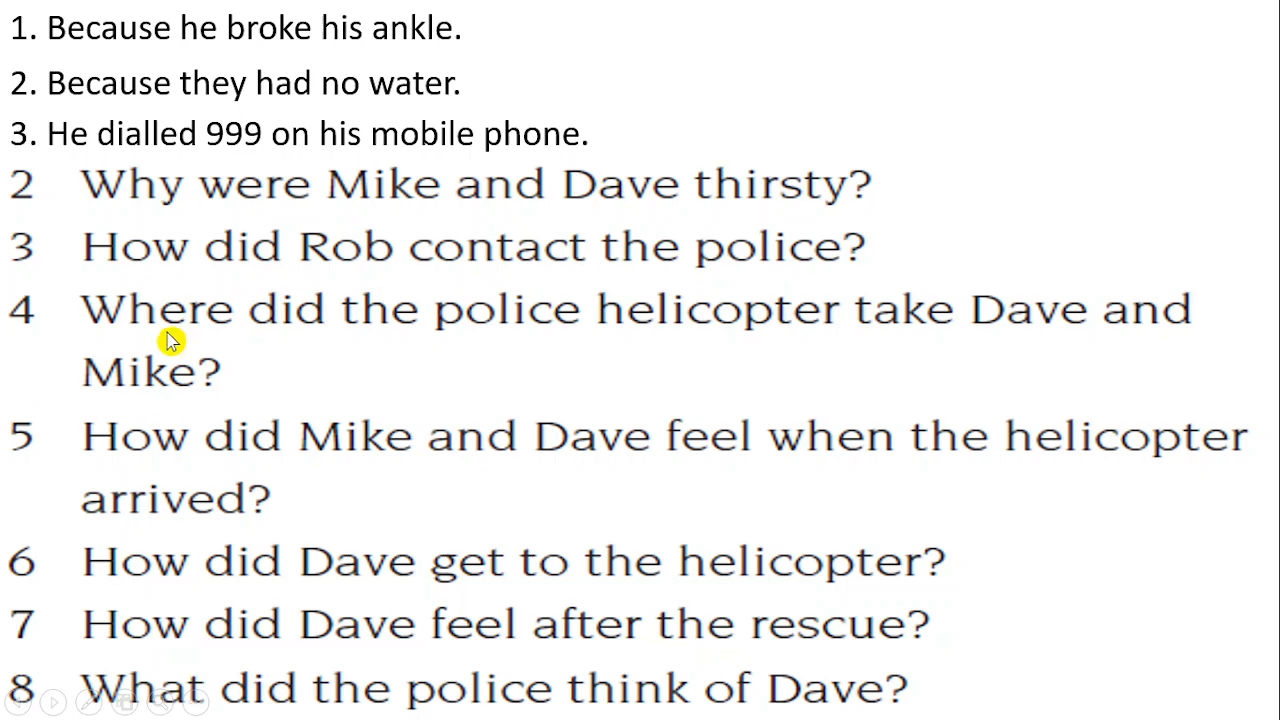 1. Because he broke his ankle.
2. Because they had no water.
3. He dialled 999 on his mobile phone.
2 Why were Mike and Dave thirsty?
3 How did Rob contact the police?
4 Where did the police helicopter take Dave and
Mike?
5 How did Mike and Dave feel when the helicopter
arrived?
6 How did Dave get to the helicopter?
7 How did Dave feel after the rescue?
8 What did the police think of Dave?